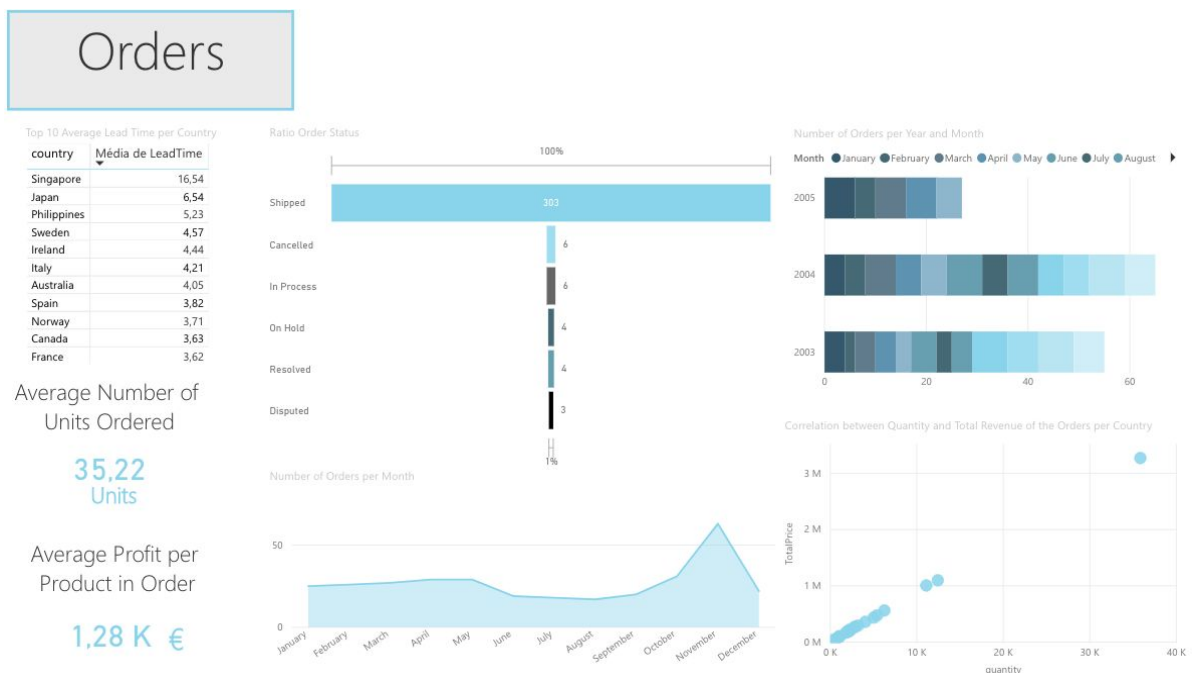 Orders
Top 10 Average Lead Time per Country
country Média de LeadTime
Singapore 16,54
Japan 6,54
Philippines 5,23
Sweden 4,57
Ireland 4,44
Italy 4,21
Australia 4,05
Spain 3,82
Norway 3,71
Canada 3,63
France 3,62
Average Number of
Units Ordered
35,22
Units
Average Profit per
Product in Order
1,28 K €
Ratio Order Status
100%
Shipped 303
Cancelled 6
In Process 6
On Hold 4
Resolved 4
Disputed 3
1%
Number of Orders per Month
50
0
January February March April May June July August September October November December
Number of Orders per Year and Month
Month January February March April May June July August
2005
2004
2003
0 20 40 60
Correlation between Quantity and Total Revenue of the Orders per Country
TotalPrice
3 M
2 M
1 M
0 M
0 K 10 K 20 K 30 K 40 K
quantity